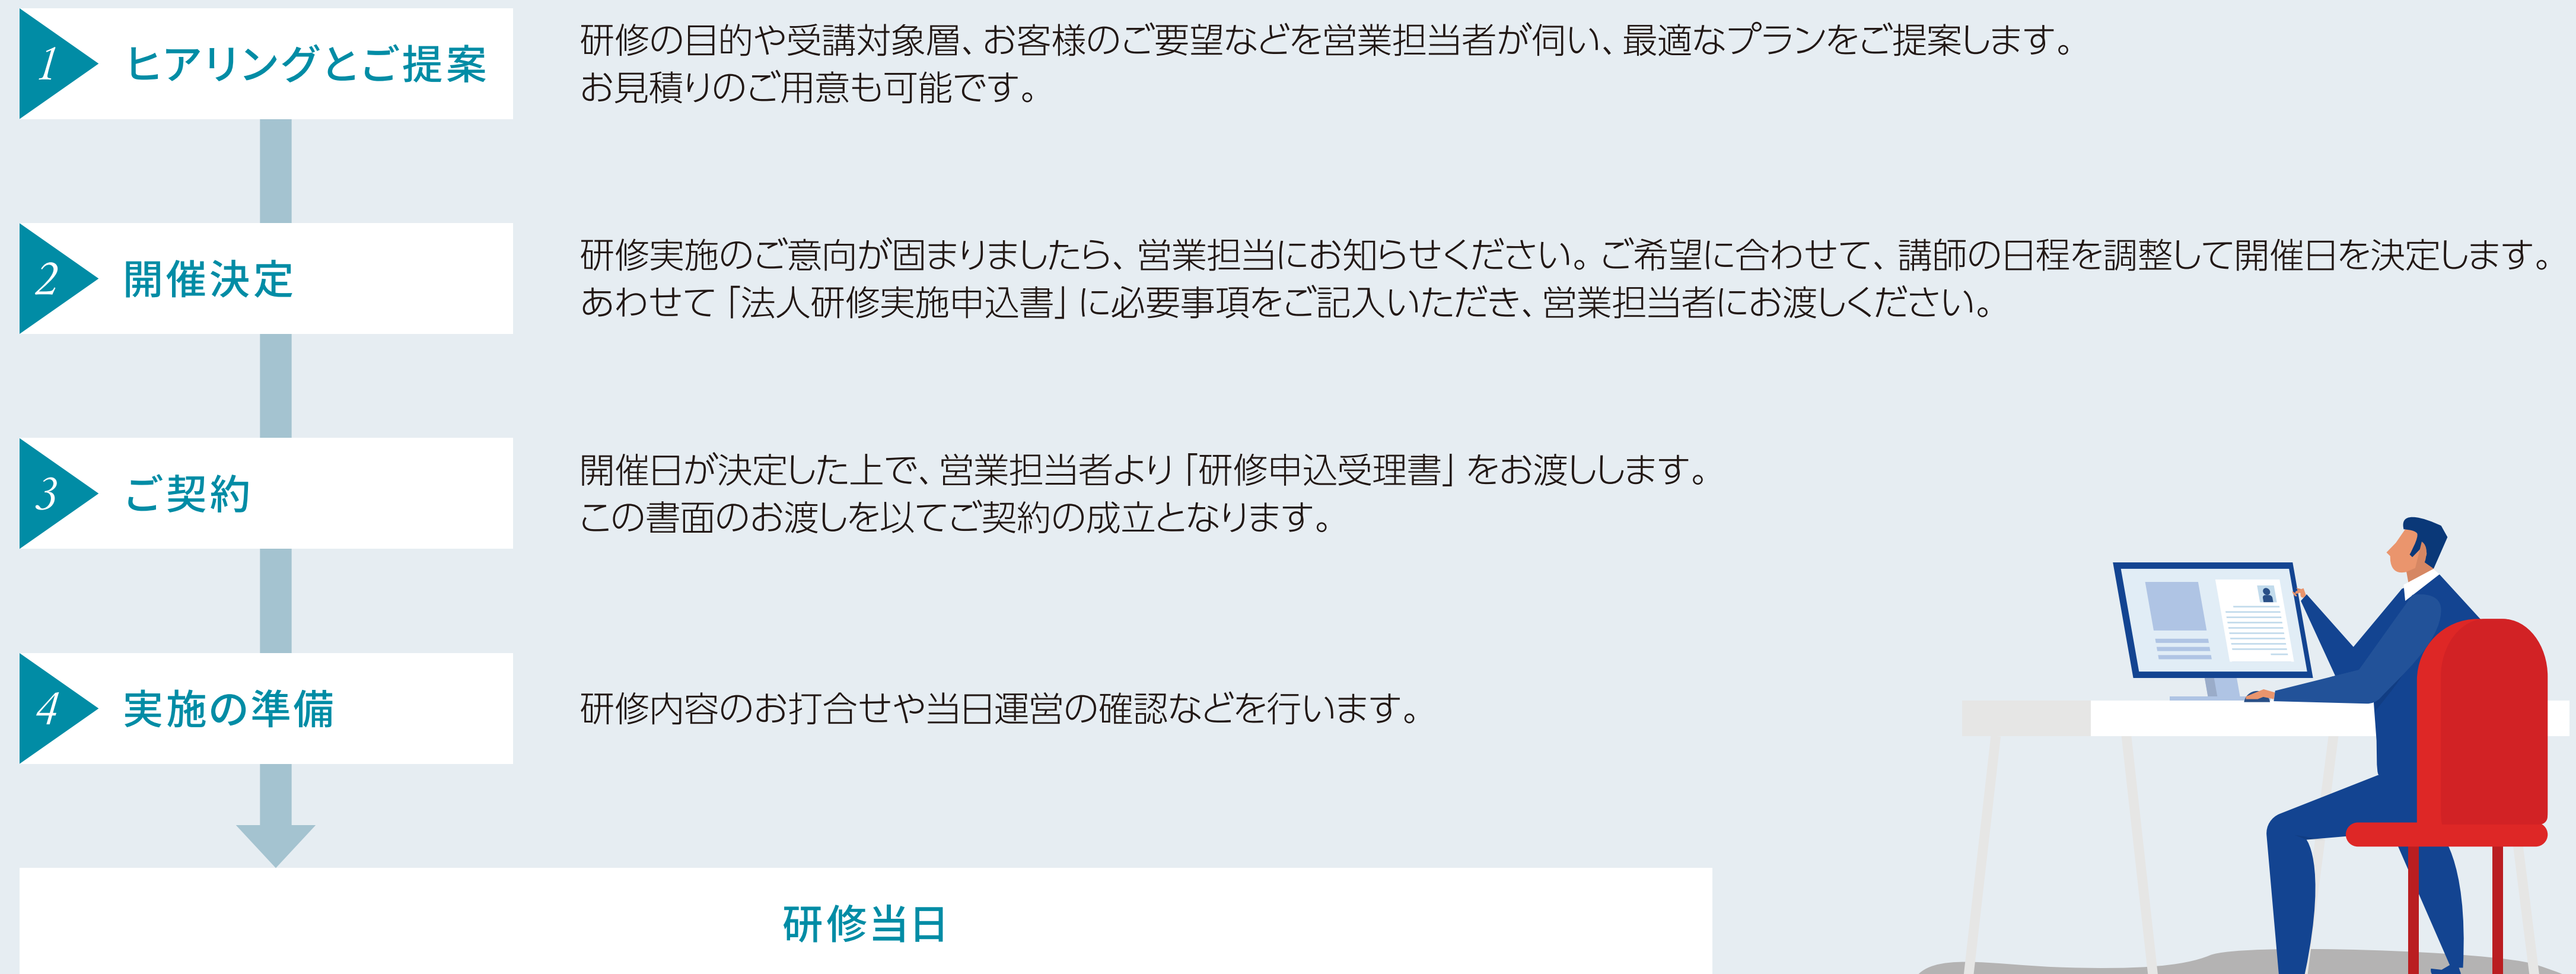 1 ヒアリングとご提案
研修の目的や受講対象層、お客様のご要望などを営業担当者が伺い、最適なプランをご提案します。
お見積りのご用意も可能です。
2 開催決定
研修実施のご意向が固まりましたら、営業担当にお知らせください。ご希望に合わせて、講師の日程を調整して開催日を決定します。
あわせて「法人研修実施申込書」に必要事項をご記入いただき、営業担当者にお渡しください。
3 ご契約
開催日が決定した上で、営業担当者より「研修申込受理書」をお渡しします。
この書面のお渡しを以てご契約の成立となります。
4 実施の準備
研修内容のお打合せや当日運営の確認などを行います。
研修当日